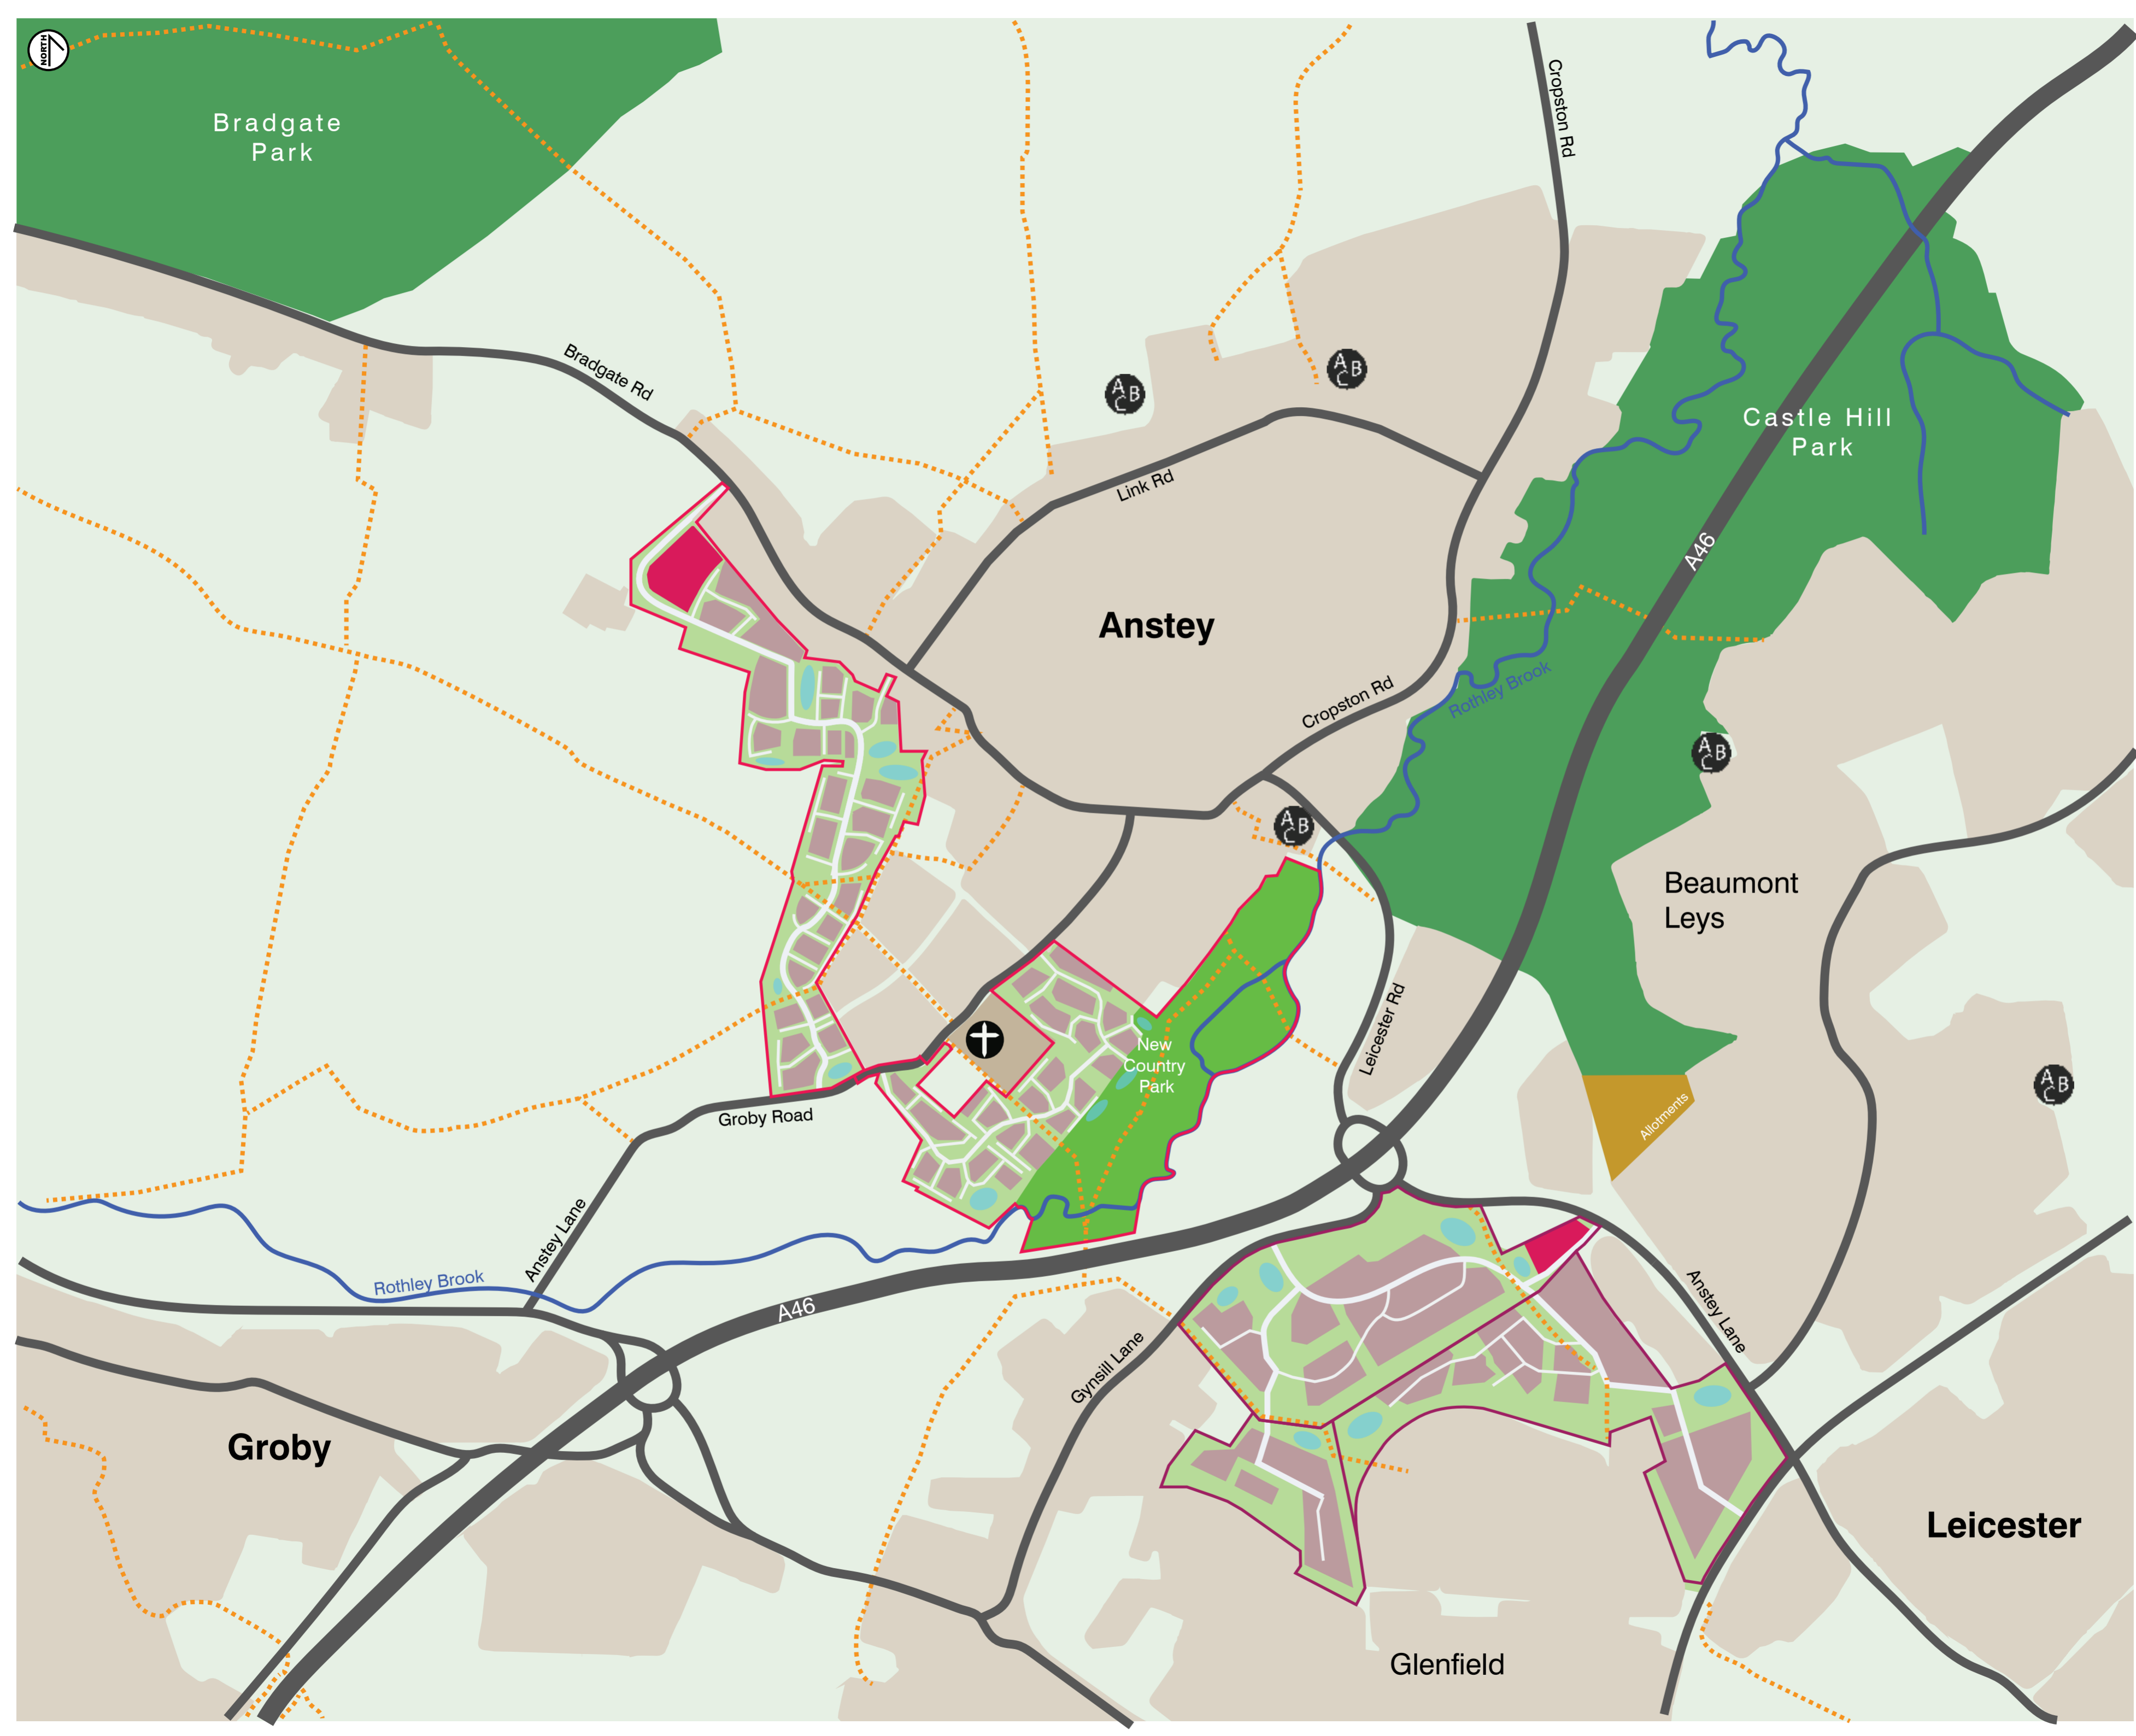 NORTH
Bradgate
Park
Cropston Rd
Bradgate Rd
A
B
C
A
B
C
Castle Hill
Park
Link Rd
A46
Anstey
Rothley Brook
Cropston Rd
A
B
C
A
B
C
Beaumont
Leys
Leicester Rd
New
Country
Park
A
B
C
Allotments
Groby Road
Anstey Lane
Rothley Brook
A46
Gynsill Lane
Anstey Lane
Groby
Leicester
Glenfield